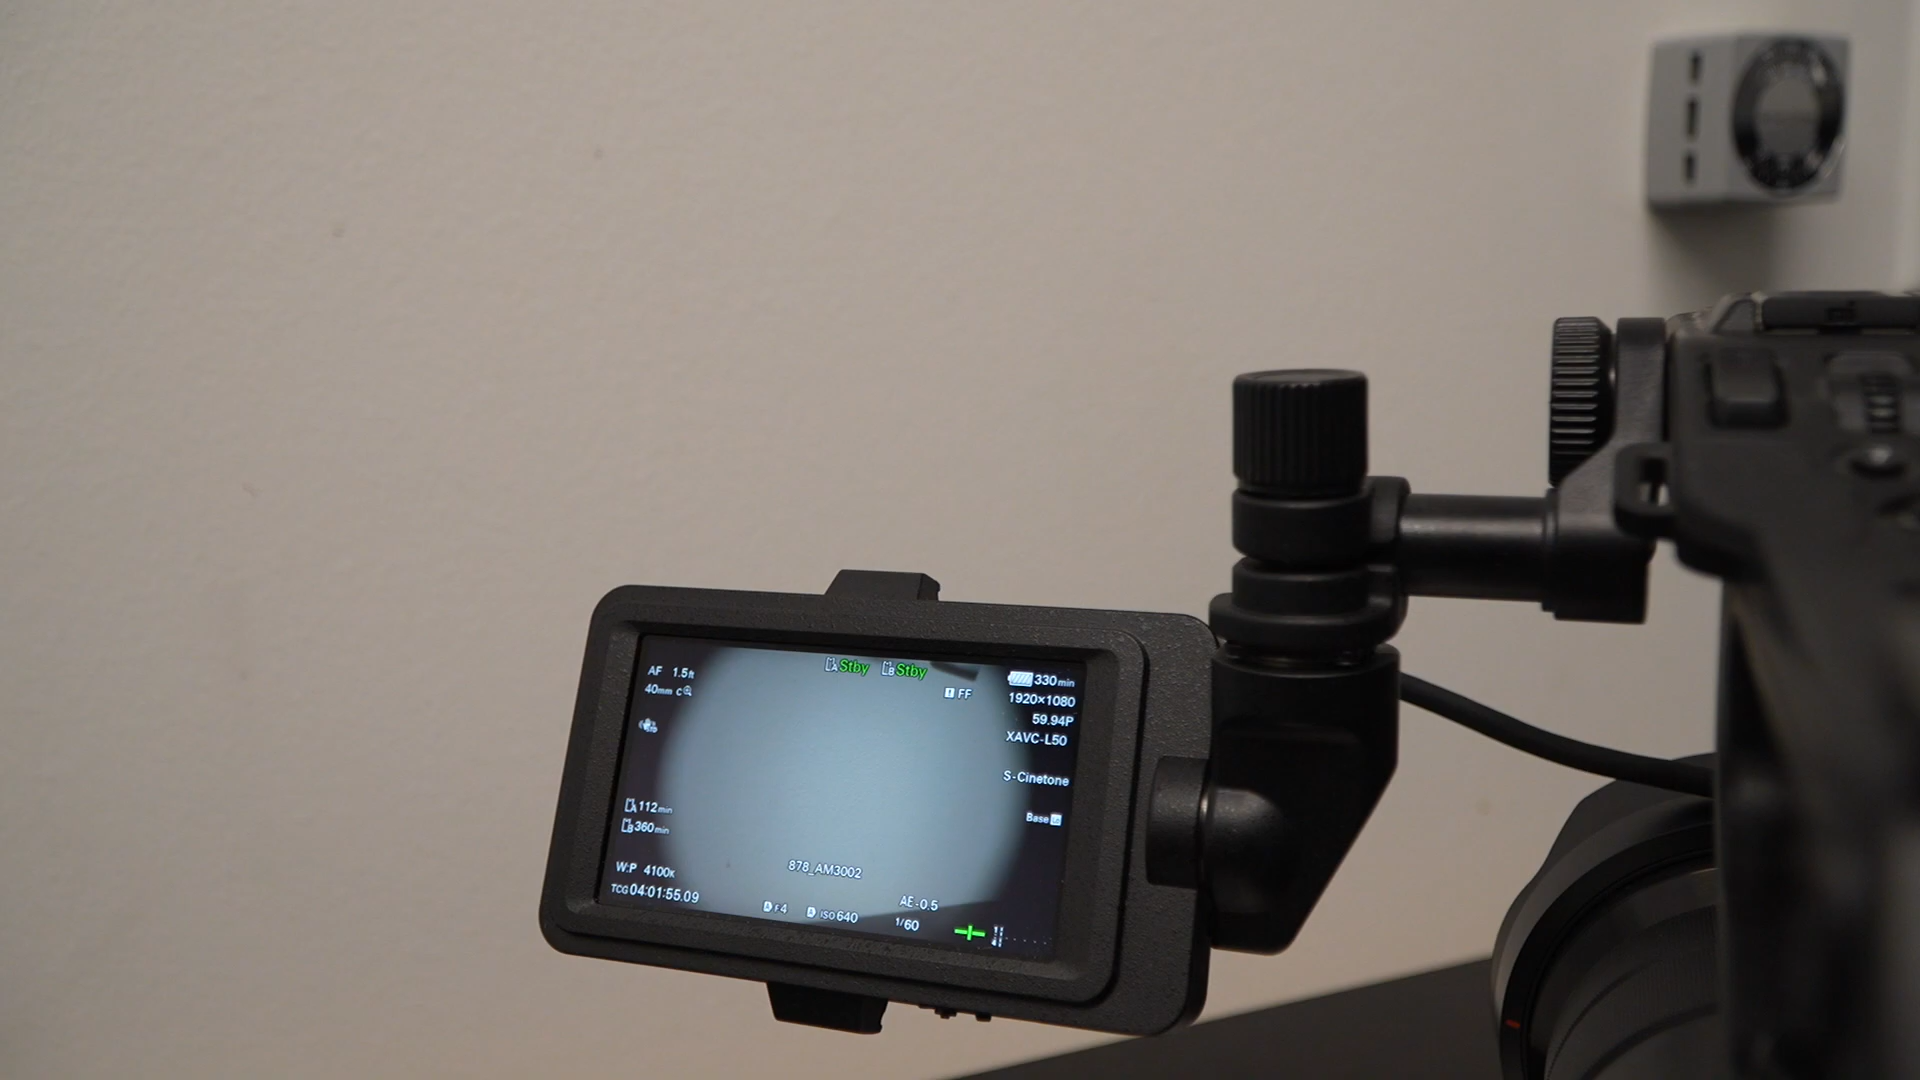 AF 1.5ft
A Stby B Stby
330min
40mm C
FF
1920×1080
59.94P
XAVC-L50
S-Cinetone
A 112min
B 360min
Base
W:P 4100K
878_AM3002
TCG 04:01:55.09
A F4
A ISO 640
AE -0.5
1/60